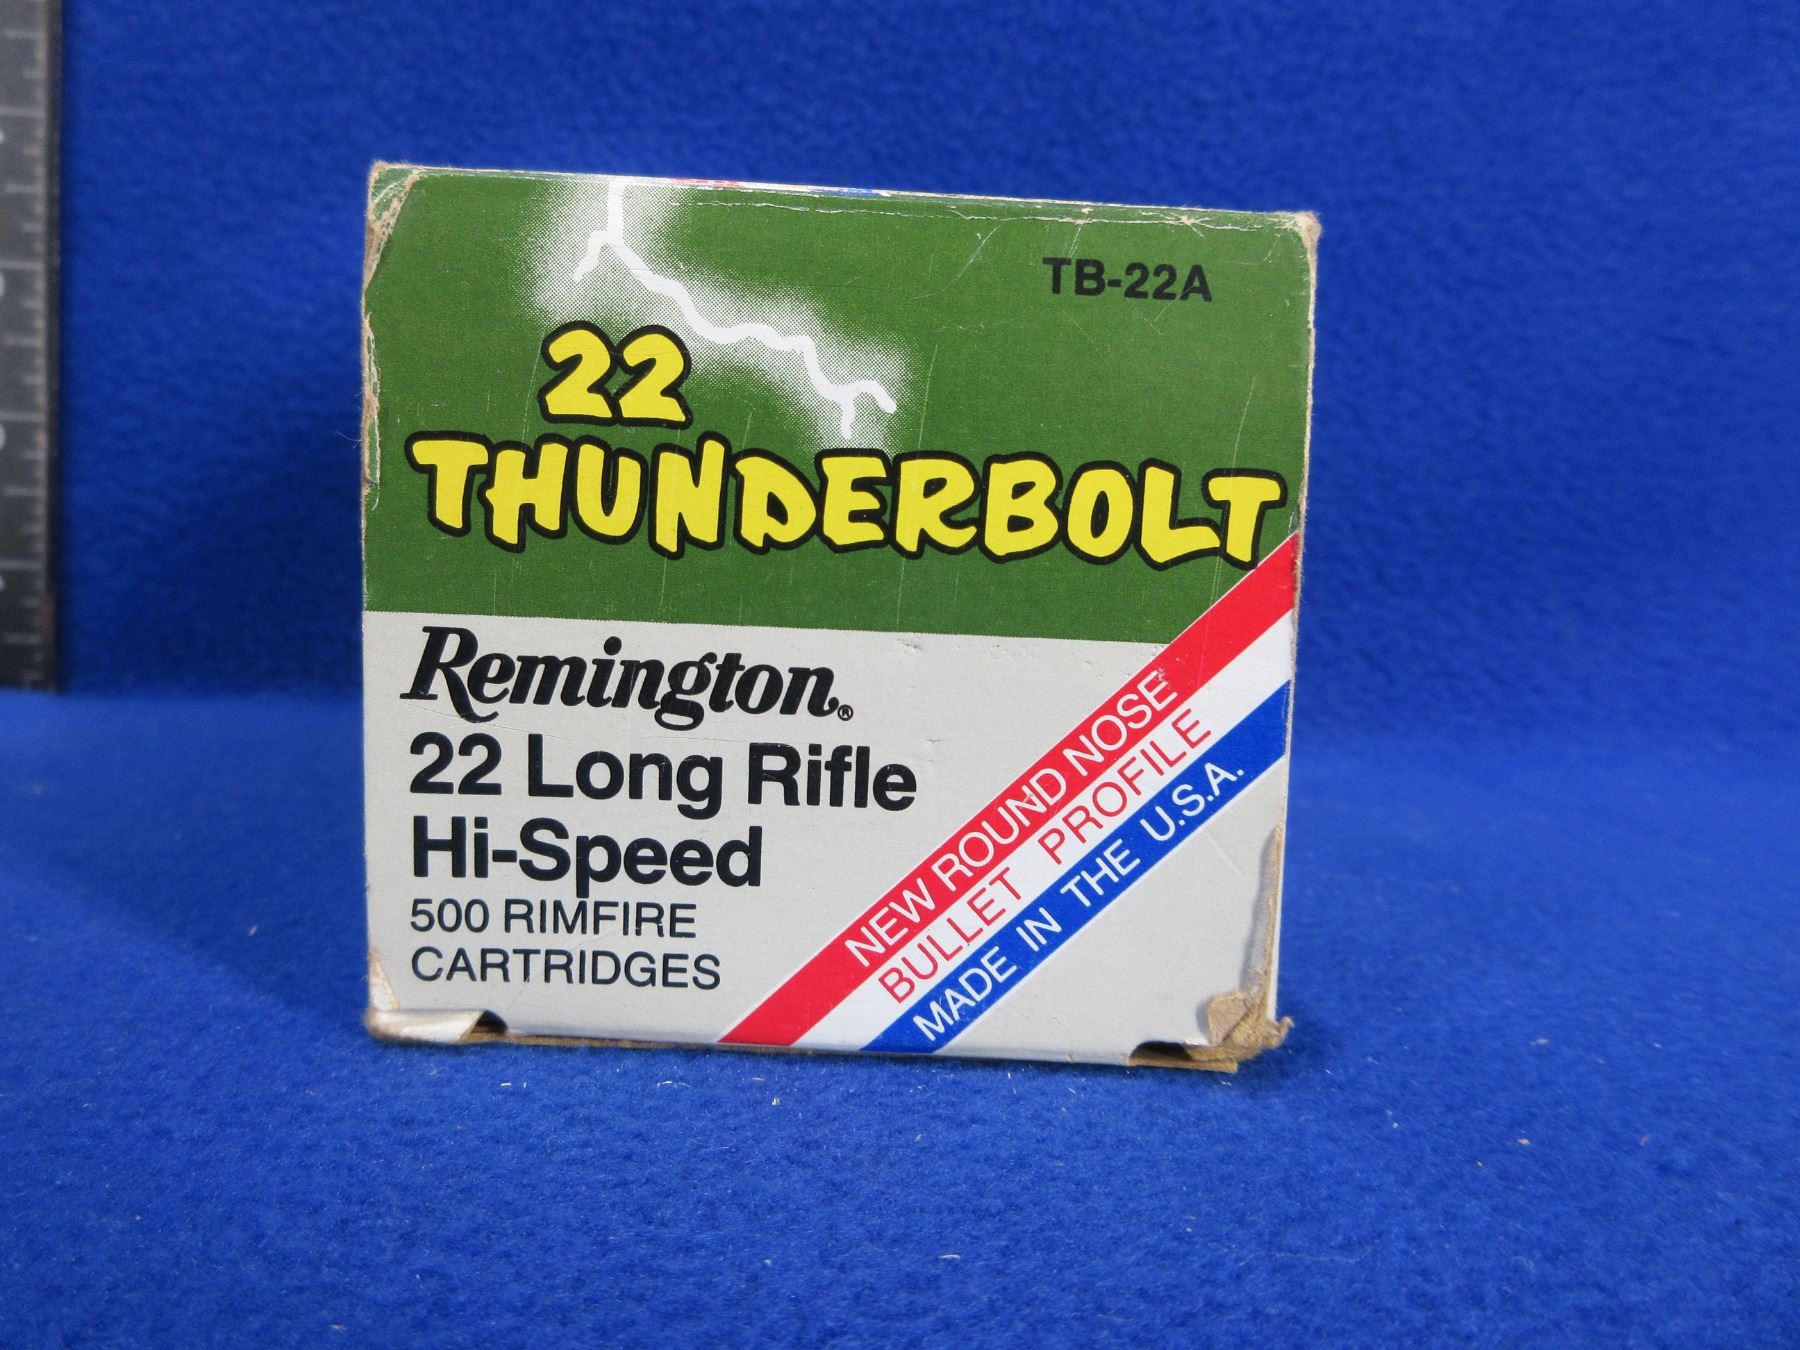 TB-22A
22
THUNDERBOLT
Remington®
22 Long Rifle
Hi-Speed
500 RIMFIRE
CARTRIDGES
NEW ROUND NOSE
BULLET PROFILE
MADE IN THE U.S.A.